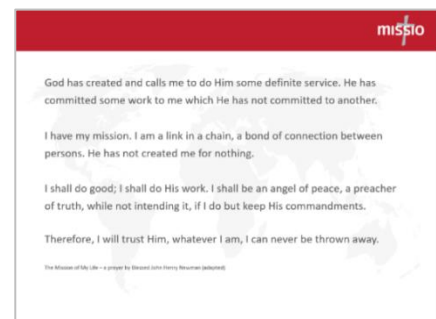 missio
God has created and calls me to do Him some definite service. He has
committed some work to me which He has not committed to another.
I have my mission. I am a link in a chain, a bond of connection between
persons. He has not created me for nothing.
I shall do good; I shall do His work. I shall be an angel of peace, a preacher
of truth, while not intending it, if I do but keep His commandments.
Therefore, I will trust Him, whatever I am, I can never be thrown away.
The Mission of My Life – a prayer by Blessed John Henry Newman (adapted)